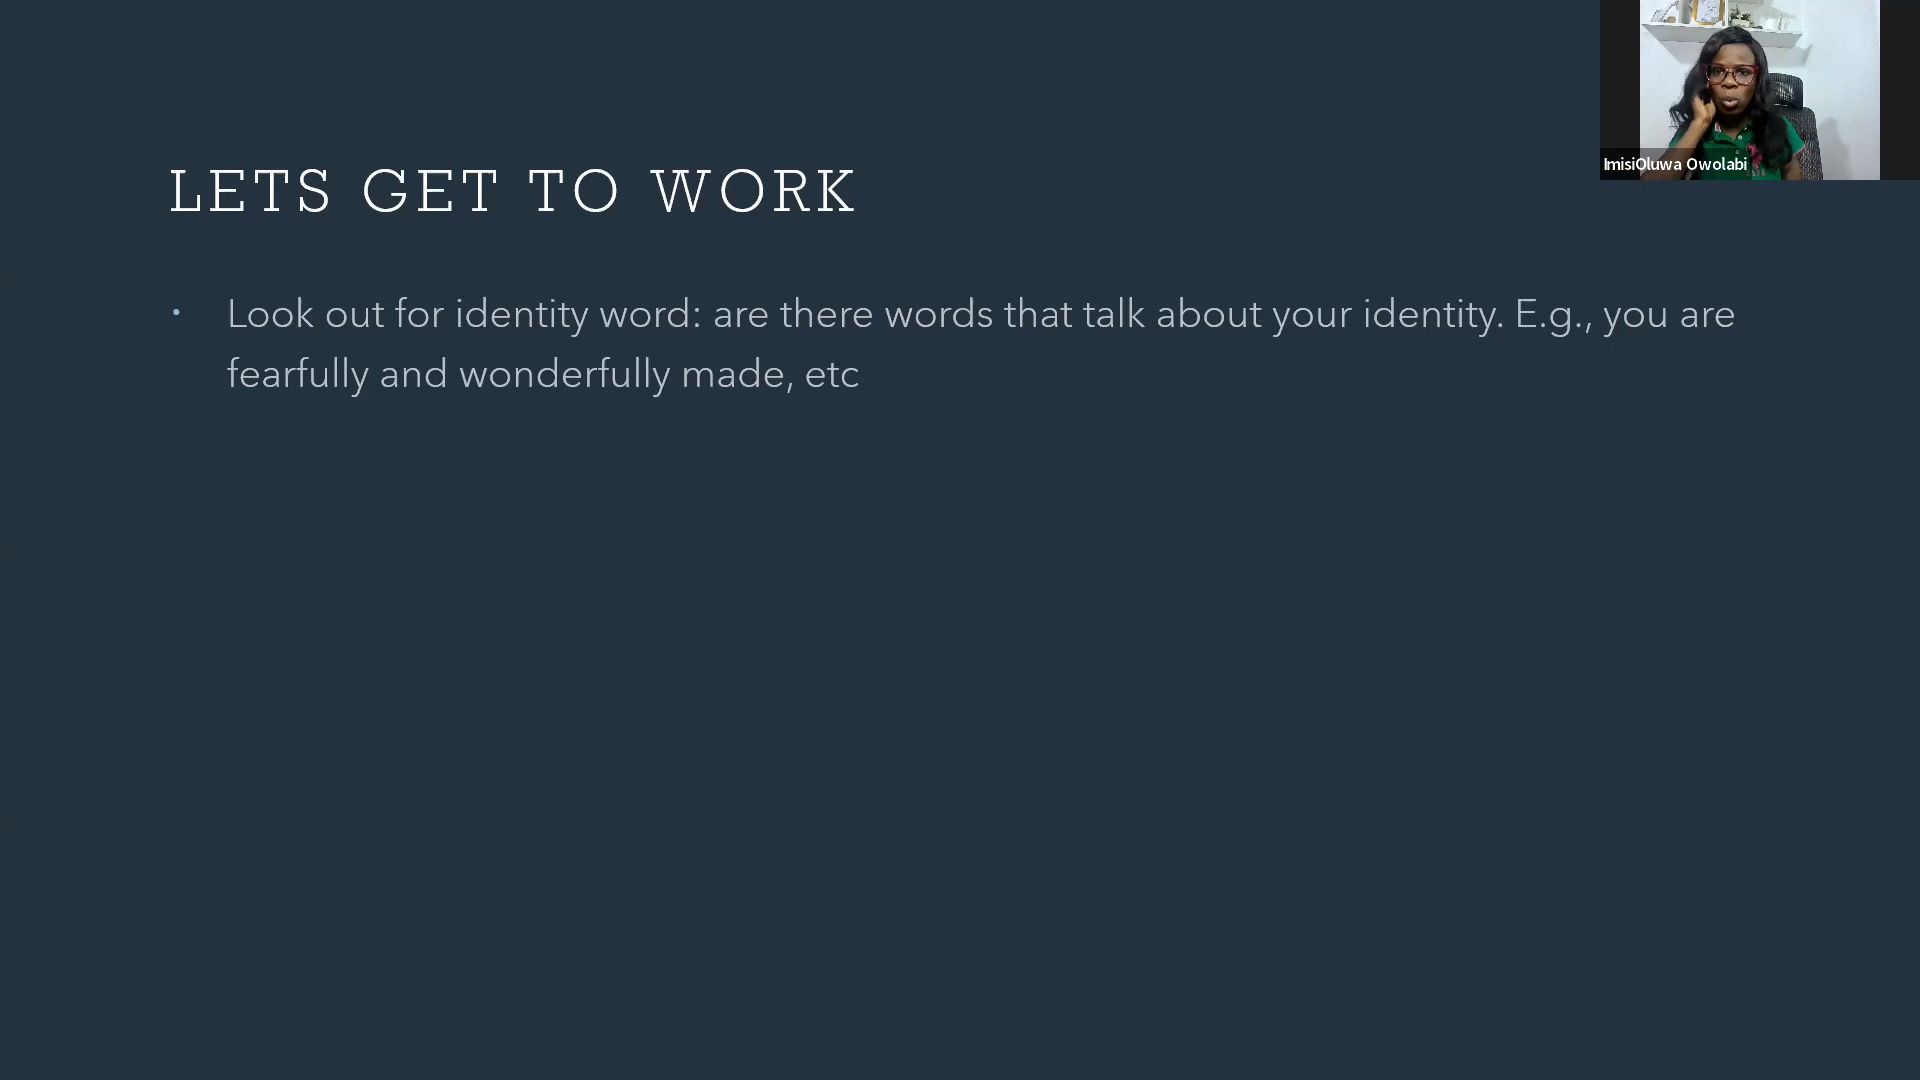 LETS GET TO WORK
• Look out for identity word: are there words that talk about your identity. E.g., you are
fearfully and wonderfully made, etc
ImisiOluwa Owolabi